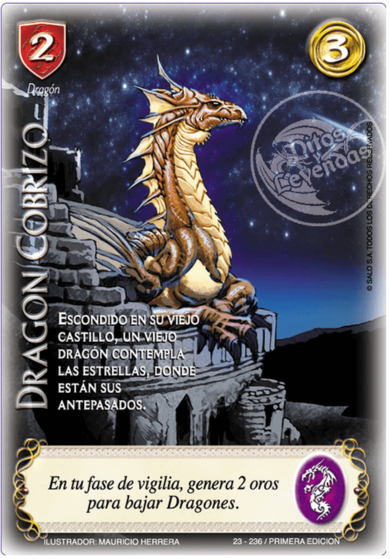 2
3
Dragón
Mitos
y
Leyendas
DRAGON COBRIZO
© SALO S.A. TODOS LOS DERECHOS RESERVADOS
ESCONDIDO EN SU VIEJO
CASTILLO, UN VIEJO
DRAGÓN CONTEMPLA
LAS ESTRELLAS, DONDE
ESTÁN SUS
ANTEPASADOS.
En tu fase de vigilia, genera 2 oros
para bajar Dragones.
ILUSTRADOR: MAURICIO HERRERA
23 - 236 / PRIMERA EDICION